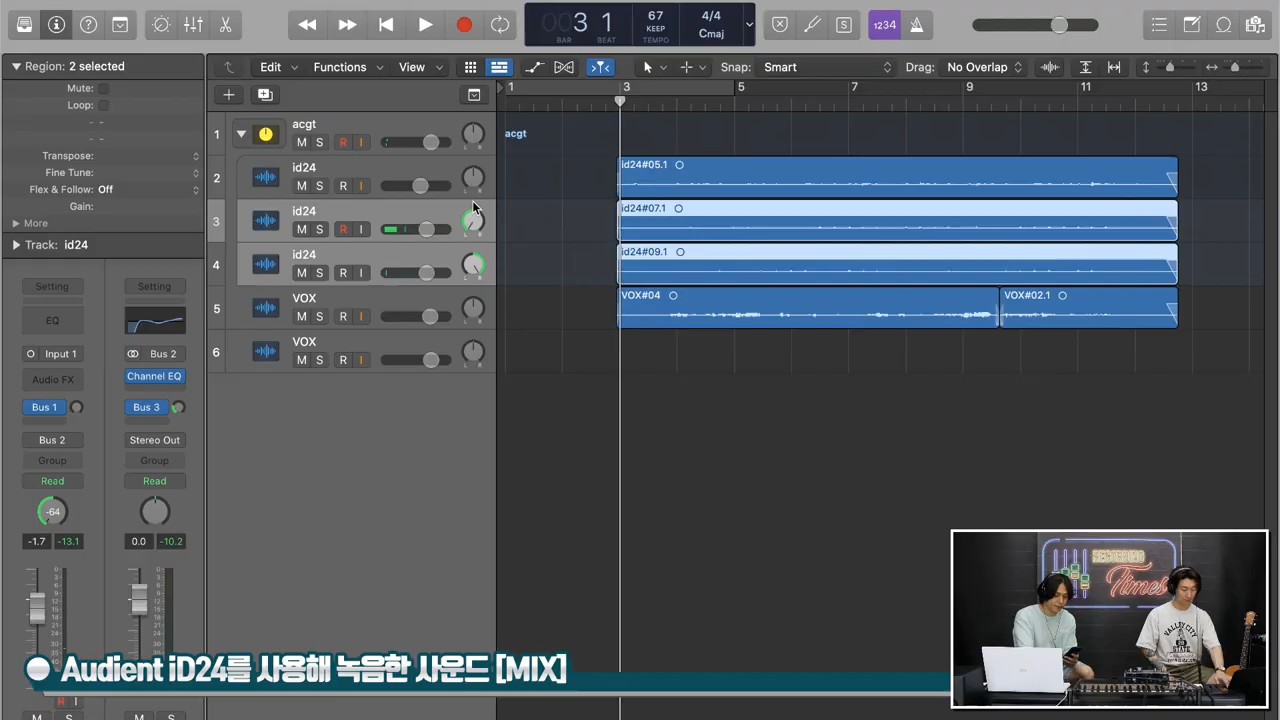 3 1
BAR BEAT
67
KEEP
TEMPO
4/4
Cmaj
1234
Region: 2 selected
Mute:
Loop:
Transpose:
Fine Tune:
Flex & Follow: Off
Gain:
More
Track: id24
Edit Functions View
Snap: Smart
Drag: No Overlap
1 3 5 7 9 11 13
1 acgt
M S R I
acgt
2 id24
M S R I
L R
id24#05.1
3 id24
M S R I
L R
id24#07.1
4 id24
M S R I
L R
id24#09.1
5 VOX
M S R I
L R
VOX#04
VOX#02.1
6 VOX
M S R I
L R
Setting Setting
EQ
Input 1 Bus 2
Audio FX Channel EQ
Bus 1 Bus 3
Bus 2 Stereo Out
Group Group
Read Read
-64
-1.7 -13.1 0.0 -10.2
R I
M S M S
Times
VALLEY CITY
STATE
Audient iD24를 사용해 녹음한 사운드 [MIX]